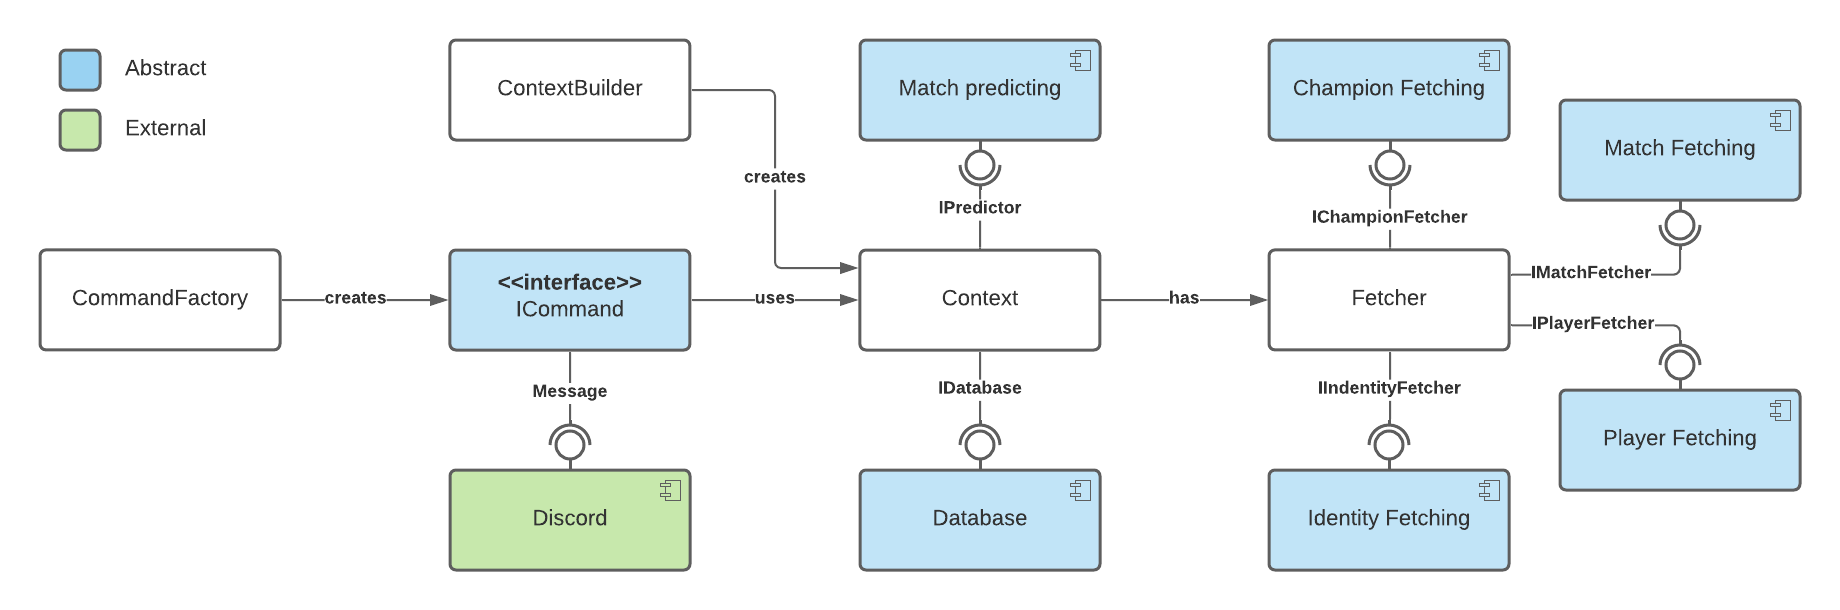 Abstract
External
ContextBuilder
Match predicting
Champion Fetching
Match Fetching
creates
IPredictor
IChampionFetcher
IMatchFetcher
CommandFactory
creates
<<interface>>
ICommand
uses
Context
has
Fetcher
IPlayerFetcher
Message
IDatabase
IIndentityFetcher
Player Fetching
Discord
Database
Identity Fetching